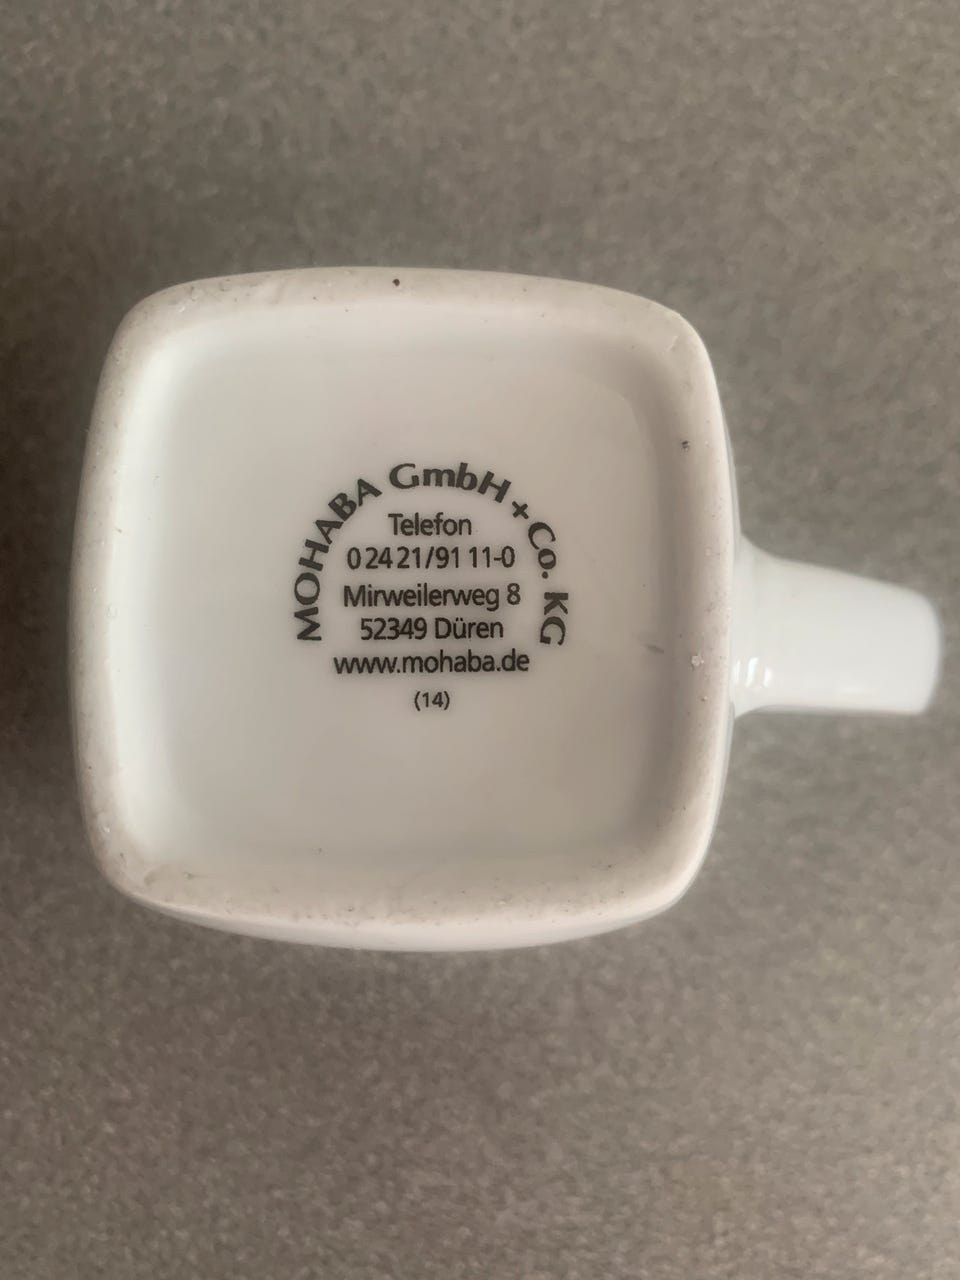 MOHABA GmbH + Co. KG
Telefon
0 24 21/91 11-0
Mirweilerweg 8
52349 Düren
www.mohaba.de
(14)